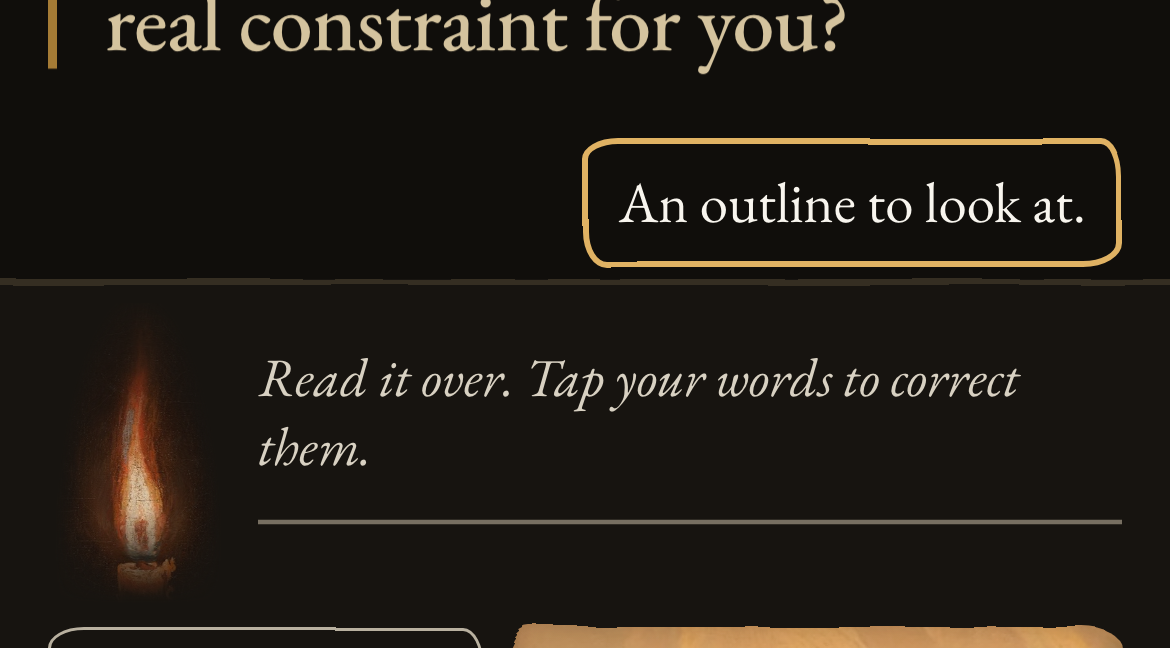 real constraint for you?
An outline to look at.
Read it over. Tap your words to correct
them.